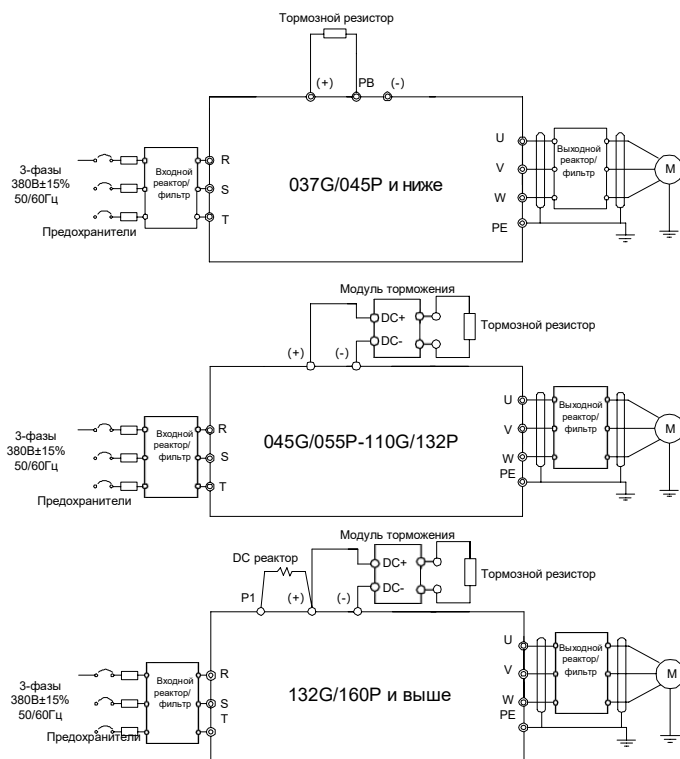 Тормозной резистор
(+) PB (-)
3-фазы
380В±15%
50/60Гц
Предохранители
Входной
реактор/
фильтр
R
S
T
037G/045P и ниже
U
V
W
PE
Выходной
реактор/
фильтр
M
Модуль торможения
DC+
DC-
Тормозной резистор
(+) (-)
3-фазы
380В±15%
50/60Гц
Предохранители
Входной
реактор/
фильтр
R
S
T
045G/055P-110G/132P
U
V
W
PE
Выходной
реактор/
фильтр
M
Модуль торможения
DC реактор
DC+
DC-
Тормозной резистор
P1 (+) (-)
3-фазы
380В±15%
50/60Гц
Предохранители
Входной
реактор/
фильтр
R
S
T
132G/160P и выше
U
V
W
PE
Выходной
реактор/
фильтр
M